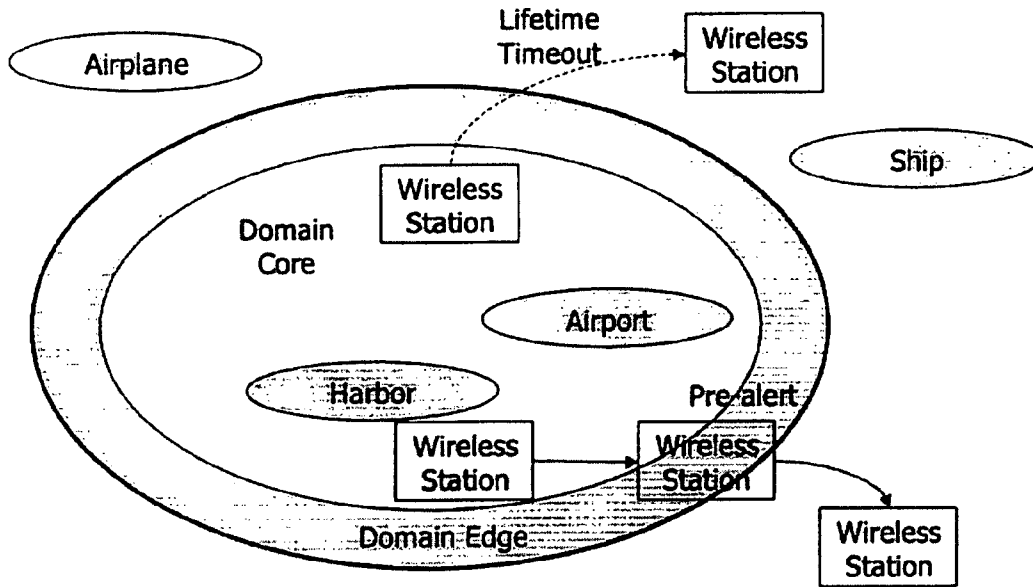 Lifetime
Timeout
Wireless
Station
Airplane
Ship
Wireless
Station
Domain
Core
Airport
Harbor
Pre-alert
Wireless
Station
Wireless
Station
Domain Edge
Wireless
Station